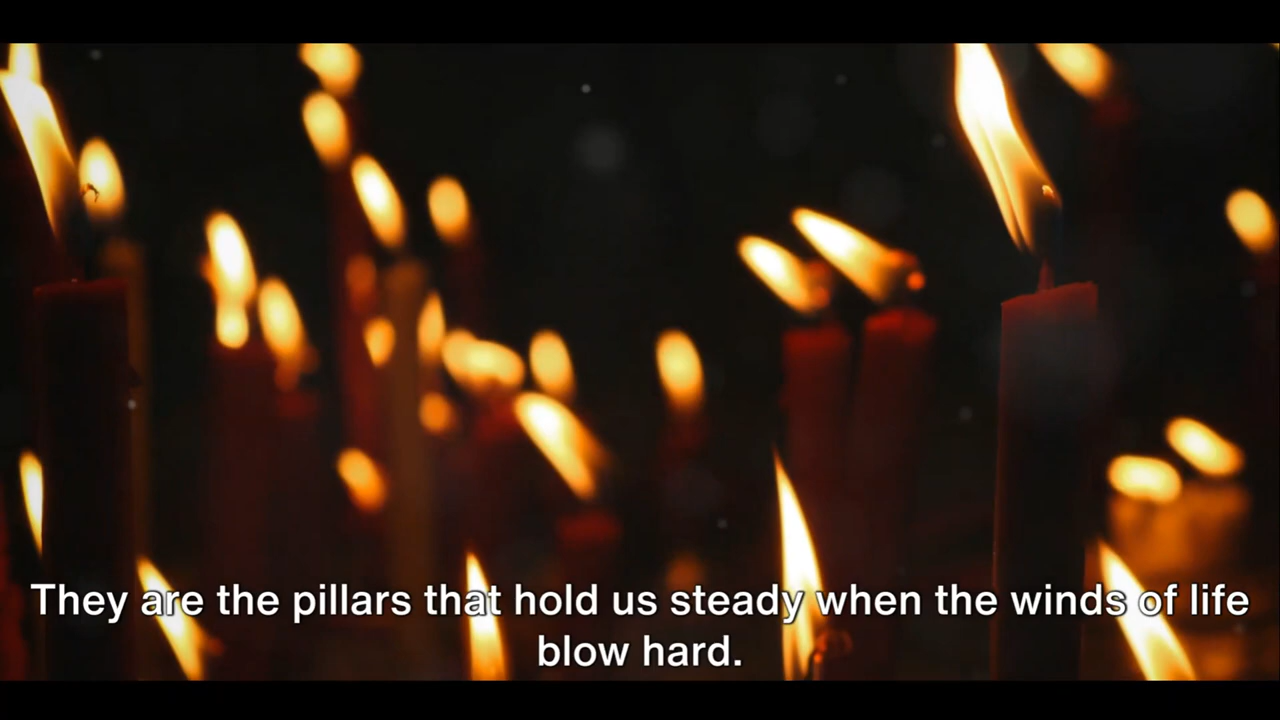 They are the pillars that hold us steady when the winds of life
blow hard.